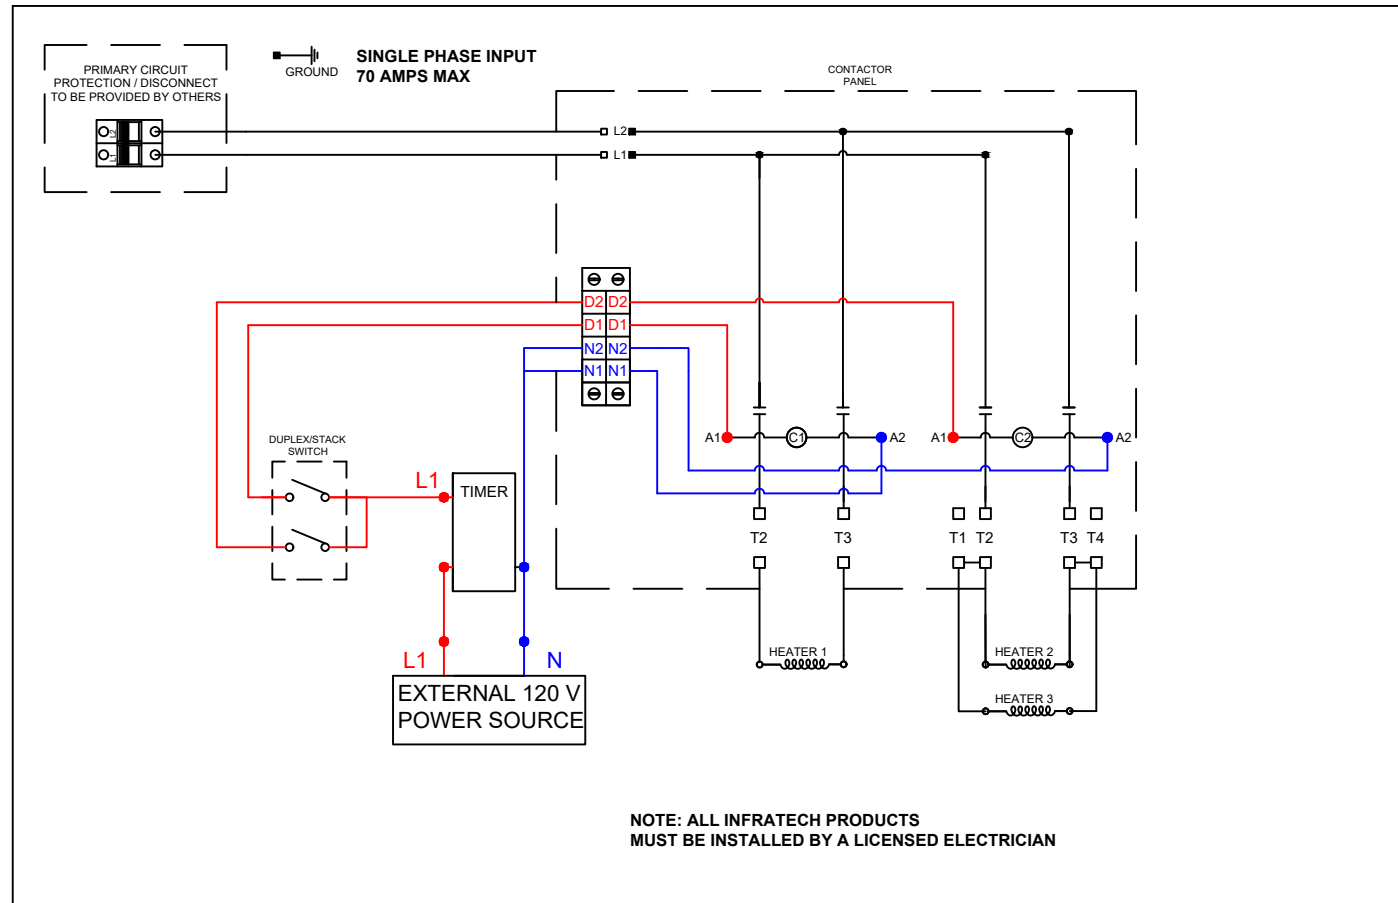 PRIMARY CIRCUIT
PROTECTION / DISCONNECT
TO BE PROVIDED BY OTHERS
L2
L1
GROUND
SINGLE PHASE INPUT
70 AMPS MAX
CONTACTOR
PANEL
L2
L1
D2 D2
D1 D1
N2 N2
N1 N1
A1 C1 A2
A1 C2 A2
DUPLEX/STACK
SWITCH
L1
TIMER
T2 T3
T1 T2 T3 T4
HEATER 1
HEATER 2
HEATER 3
L1 N
EXTERNAL 120 V
POWER SOURCE
NOTE: ALL INFRATECH PRODUCTS
MUST BE INSTALLED BY A LICENSED ELECTRICIAN